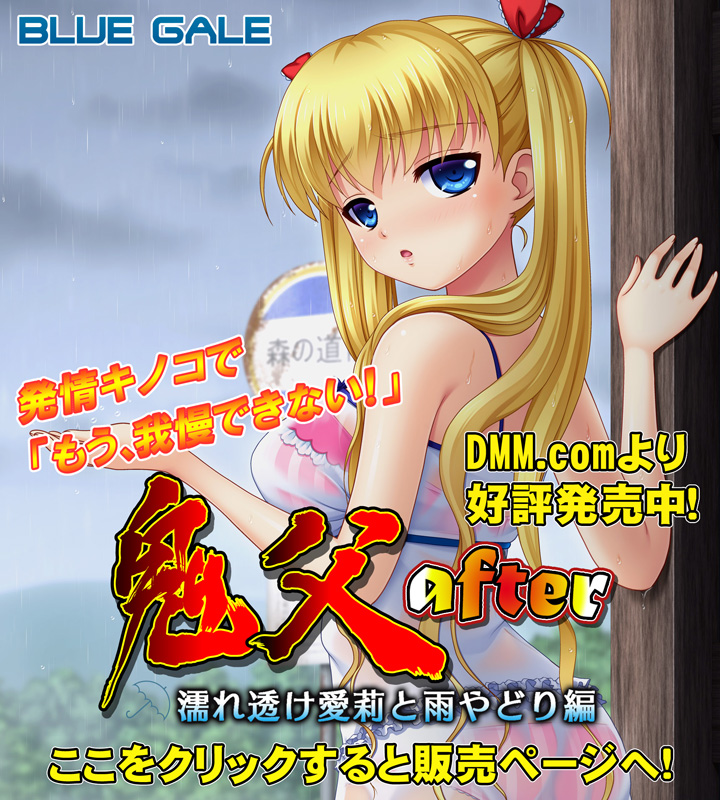 BLUE GALE
森の道
発情キノコで
「もう、我慢できない!」
DMM.comより
好評発売中!
鬼父 after
濡れ透け愛莉と雨やどり編
ここをクリックすると販売ページへ!